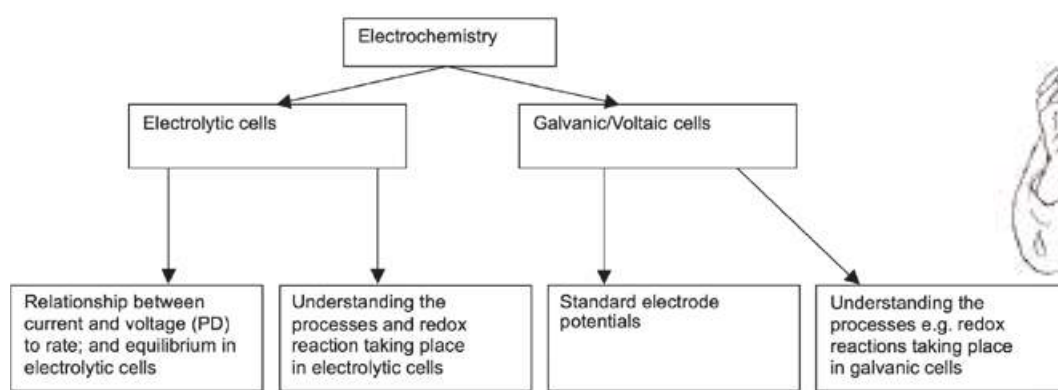 Electrochemistry
Electrolytic cells
Galvanic/Voltaic cells
Relationship between
current and voltage (PD)
to rate; and equilibrium in
electrolytic cells
Understanding the
processes and redox
reaction taking place
in electrolytic cells
Standard electrode
potentials
Understanding the
processes e.g. redox
reactions taking place
in galvanic cells